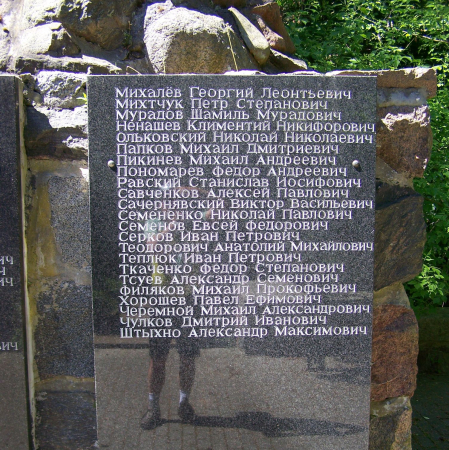 Михалёв Георгий Леонтьевич
Михтчук Петр Степанович
Мурадов Шамиль Мурадович
Ненашев Климентий Никифорович
Ольковский Николай Николаевич
Папков Михаил Дмитриевич
Пикинев Михаил Андреевич
Пономарев Федор Андреевич
Равский Станислав Иосифович
Савченков Алексей Павлович
Сачернявский Виктор Васильевич
Семененко Николай Павлович
Семенов Евсей Федорович
Серков Иван Петрович
Теодорович Анатолий Михайлович
Теплюк Иван Петрович
Ткаченко Федор Степанович
Тсуев Александр Семенович
Филяков Михаил Прокофьевич
Хорошев Павел Ефимович
Черемной Михаил Александрович
Чулков Дмитрий Иванович
Штыхно Александр Максимович